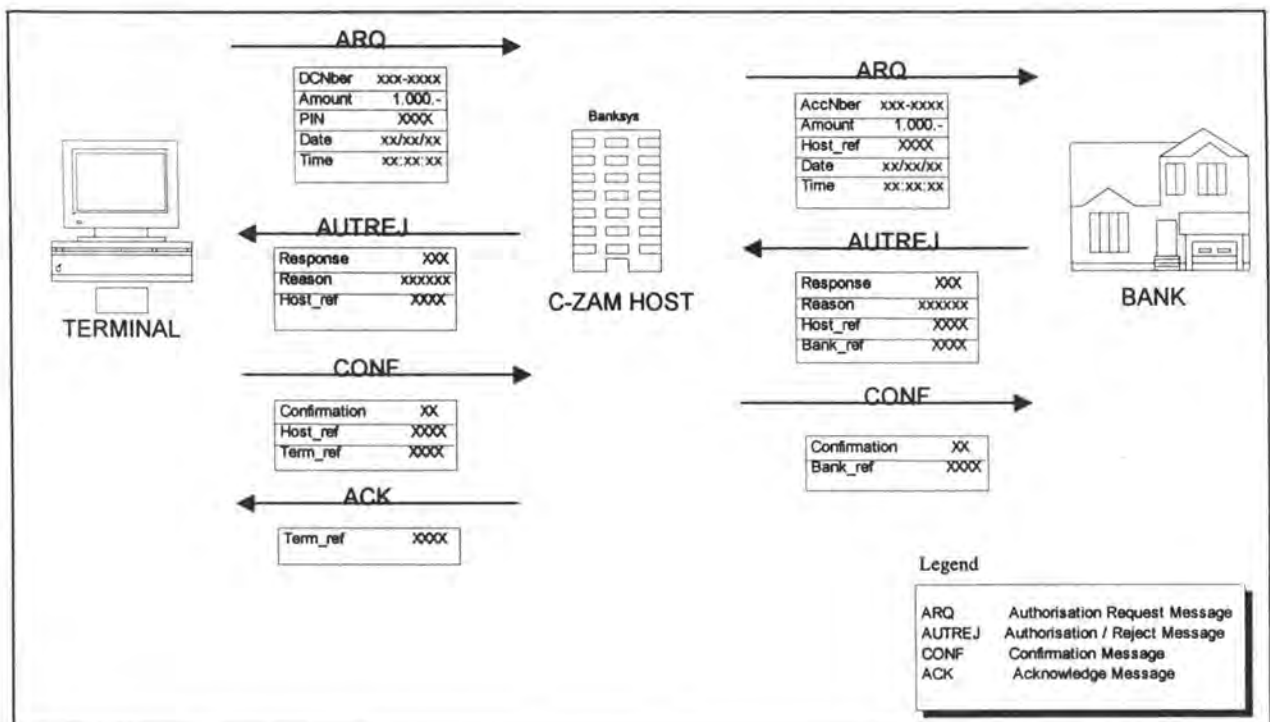 ARQ
DCNber xxx-xxxx
Amount 1.000.-
PIN XXXX
Date xx/xx/xx
Time xx:xx:xx
AUTREJ
Response XXX
Reason xxxxxx
Host_ref XXXX
TERMINAL
CONF
Confirmation XX
Host_ref XXXX
Term_ref XXXX
ACK
Term_ref XXXX
Banksys
C-ZAM HOST
ARQ
AccNber xxx-xxxx
Amount 1.000.-
Host_ref XXXX
Date xx/xx/xx
Time xx:xx:xx
AUTREJ
Response XXX
Reason xxxxxx
Host_ref XXXX
Bank_ref XXXX
BANK
CONF
Confirmation XX
Bank_ref XXXX
Legend
ARQ Authorisation Request Message
AUTREJ Authorisation / Reject Message
CONF Confirmation Message
ACK Acknowledge Message